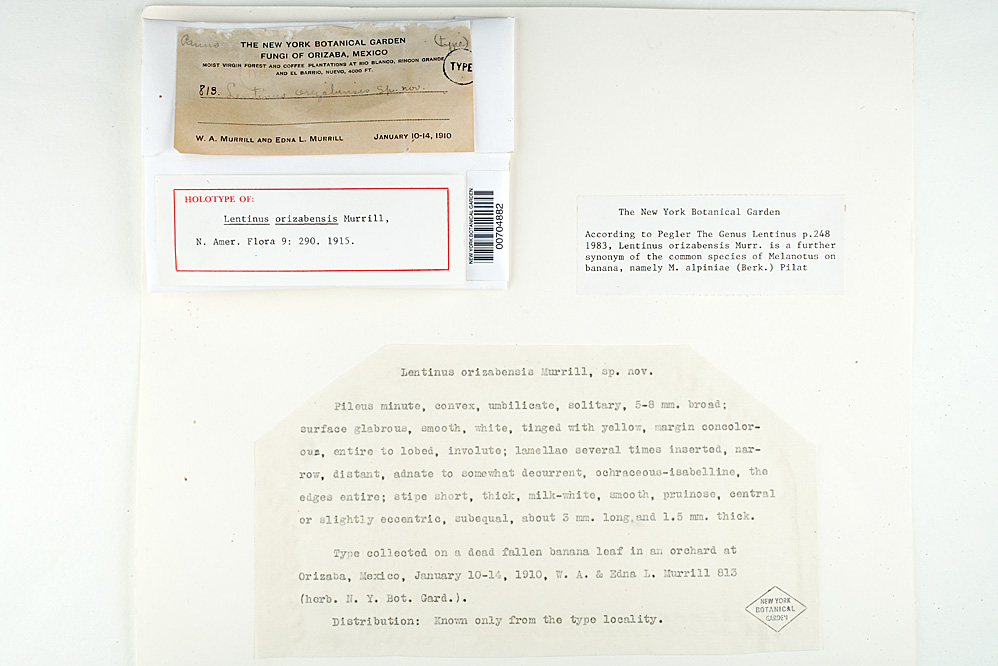 (type)
THE NEW YORK BOTANICAL GARDEN
FUNGI OF ORIZABA, MEXICO
MOIST VIRGIN FOREST AND COFFEE PLANTATIONS AT RIO BLANCO, RINCON GRANDE
AND EL BARRIO, NUEVO, 4000 FT.
TYPE
813. Lentinus orizabensis sp. nov.
W. A. MURRILL AND EDNA L. MURRILL JANUARY 10-14, 1910
HOLOTYPE OF:
Lentinus orizabensis Murrill,
N. Amer. Flora 9: 290. 1915.
NEW YORK BOTANICAL GARDEN
00704882
The New York Botanical Garden
According to Pegler The Genus Lentinus p.248
1983, Lentinus orizabensis Murr. is a further
synonym of the common species of Melanotus on
banana, namely M. alpiniae (Berk.) Pilat
Lentinus orizabensis Murrill, sp. nov.
Pileus minute, convex, umbilicate, solitary, 5-8 mm. broad;
surface glabrous, smooth, white, tinged with yellow, margin concolor-
ous, entire to lobed, involute; lamellae several times inserted, nar-
row, distant, adnate to somewhat decurrent, ochraceous-isabelline, the
edges entire; stipe short, thick, milk-white, smooth, pruinose, central
or slightly eccentric, subequal, about 3 mm. long and 1.5 mm. thick.
Type collected on a dead fallen banana leaf in an orchard at
Orizaba, Mexico, January 10-14, 1910, W. A. & Edna L. Murrill 813
(herb. N. Y. Bot. Gard.).
Distribution: Known only from the type locality.
NEW YORK
BOTANICAL
GARDEN